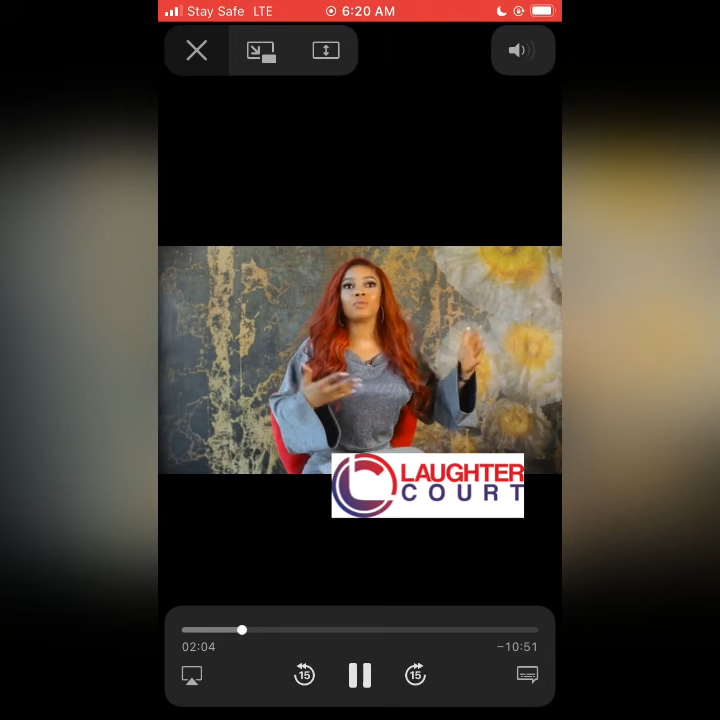 Stay Safe LTE 6:20 AM
LAUGHTER
COURT
02:04 -10:51
15 15